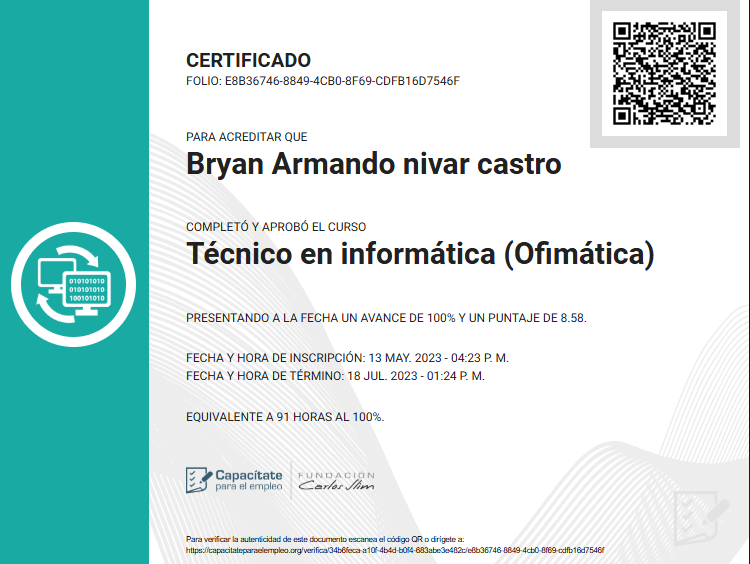 CERTIFICADO
FOLIO: E8B36746-8849-4CB0-8F69-CDFB16D7546F
PARA ACREDITAR QUE
Bryan Armando nivar castro
COMPLETÓ Y APROBÓ EL CURSO
Técnico en informática (Ofimática)
010101010
010101010
100101010
PRESENTANDO A LA FECHA UN AVANCE DE 100% Y UN PUNTAJE DE 8.58.
FECHA Y HORA DE INSCRIPCIÓN: 13 MAY. 2023 - 04:23 P. M.
FECHA Y HORA DE TÉRMINO: 18 JUL. 2023 - 01:24 P. M.
EQUIVALENTE A 91 HORAS AL 100%.
Capacítate
para el empleo
FUNDACIÓN
Carlos Slim
Para verificar la autenticidad de este documento escanea el código QR o dirígete a:
https://capacitateparaelempleo.org/verifica/34b6feca-a10f-4b4d-b0f4-683abe3e482c/e8b36746-8849-4cb0-8f69-cdfb16d7546f